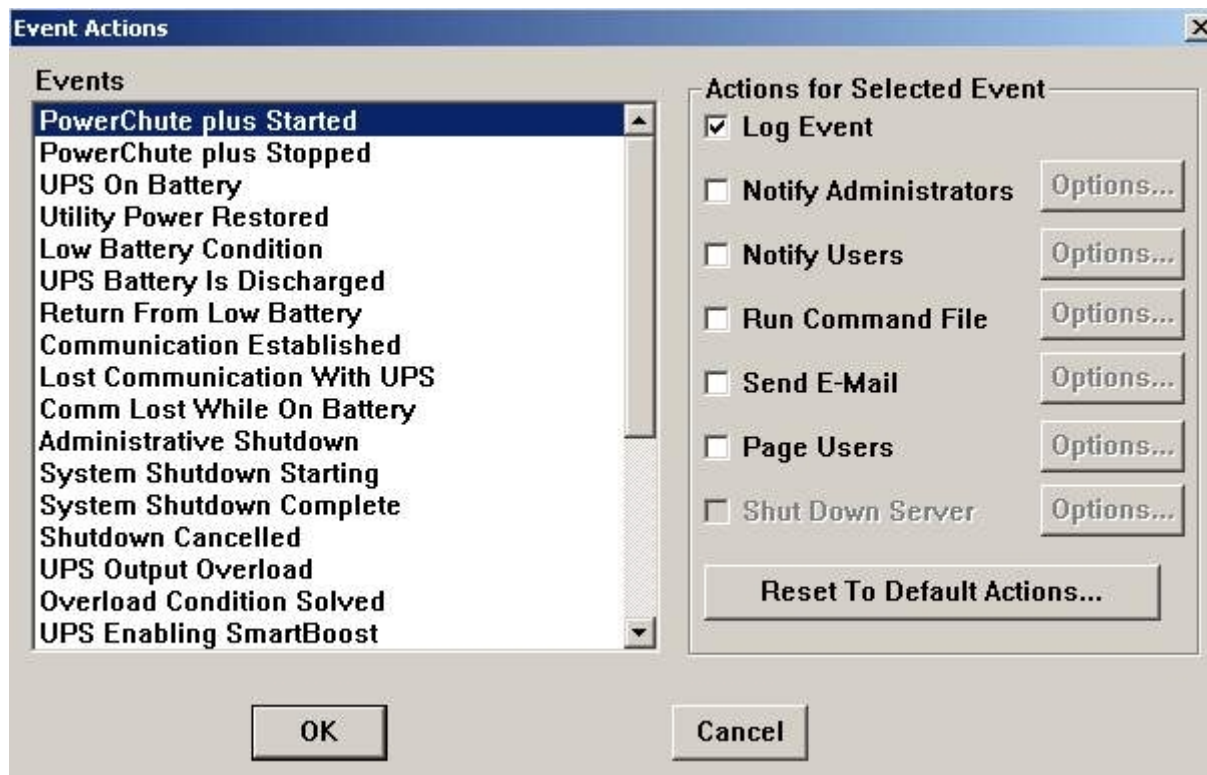 Event Actions
Events
PowerChute plus Started
PowerChute plus Stopped
UPS On Battery
Utility Power Restored
Low Battery Condition
UPS Battery Is Discharged
Return From Low Battery
Communication Established
Lost Communication With UPS
Comm Lost While On Battery
Administrative Shutdown
System Shutdown Starting
System Shutdown Complete
Shutdown Cancelled
UPS Output Overload
Overload Condition Solved
UPS Enabling SmartBoost
Actions for Selected Event
Log Event
Notify Administrators Options...
Notify Users Options...
Run Command File Options...
Send E-Mail Options...
Page Users Options...
Shut Down Server Options...
Reset To Default Actions...
OK Cancel